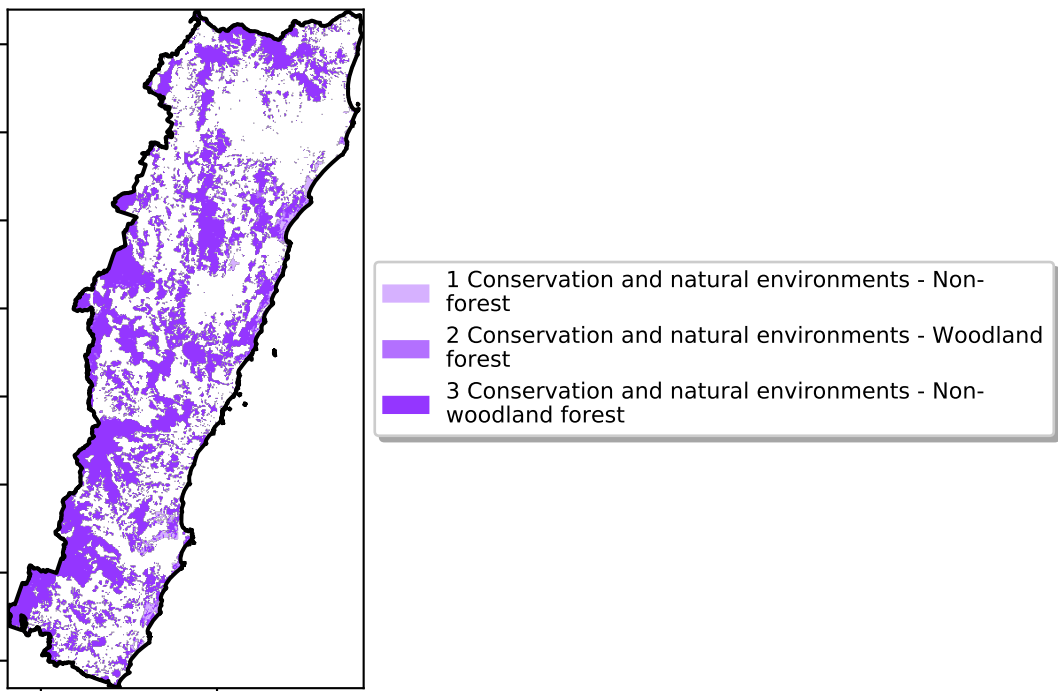 1 Conservation and natural environments - Non-
forest
2 Conservation and natural environments - Woodland
forest
3 Conservation and natural environments - Non-
woodland forest